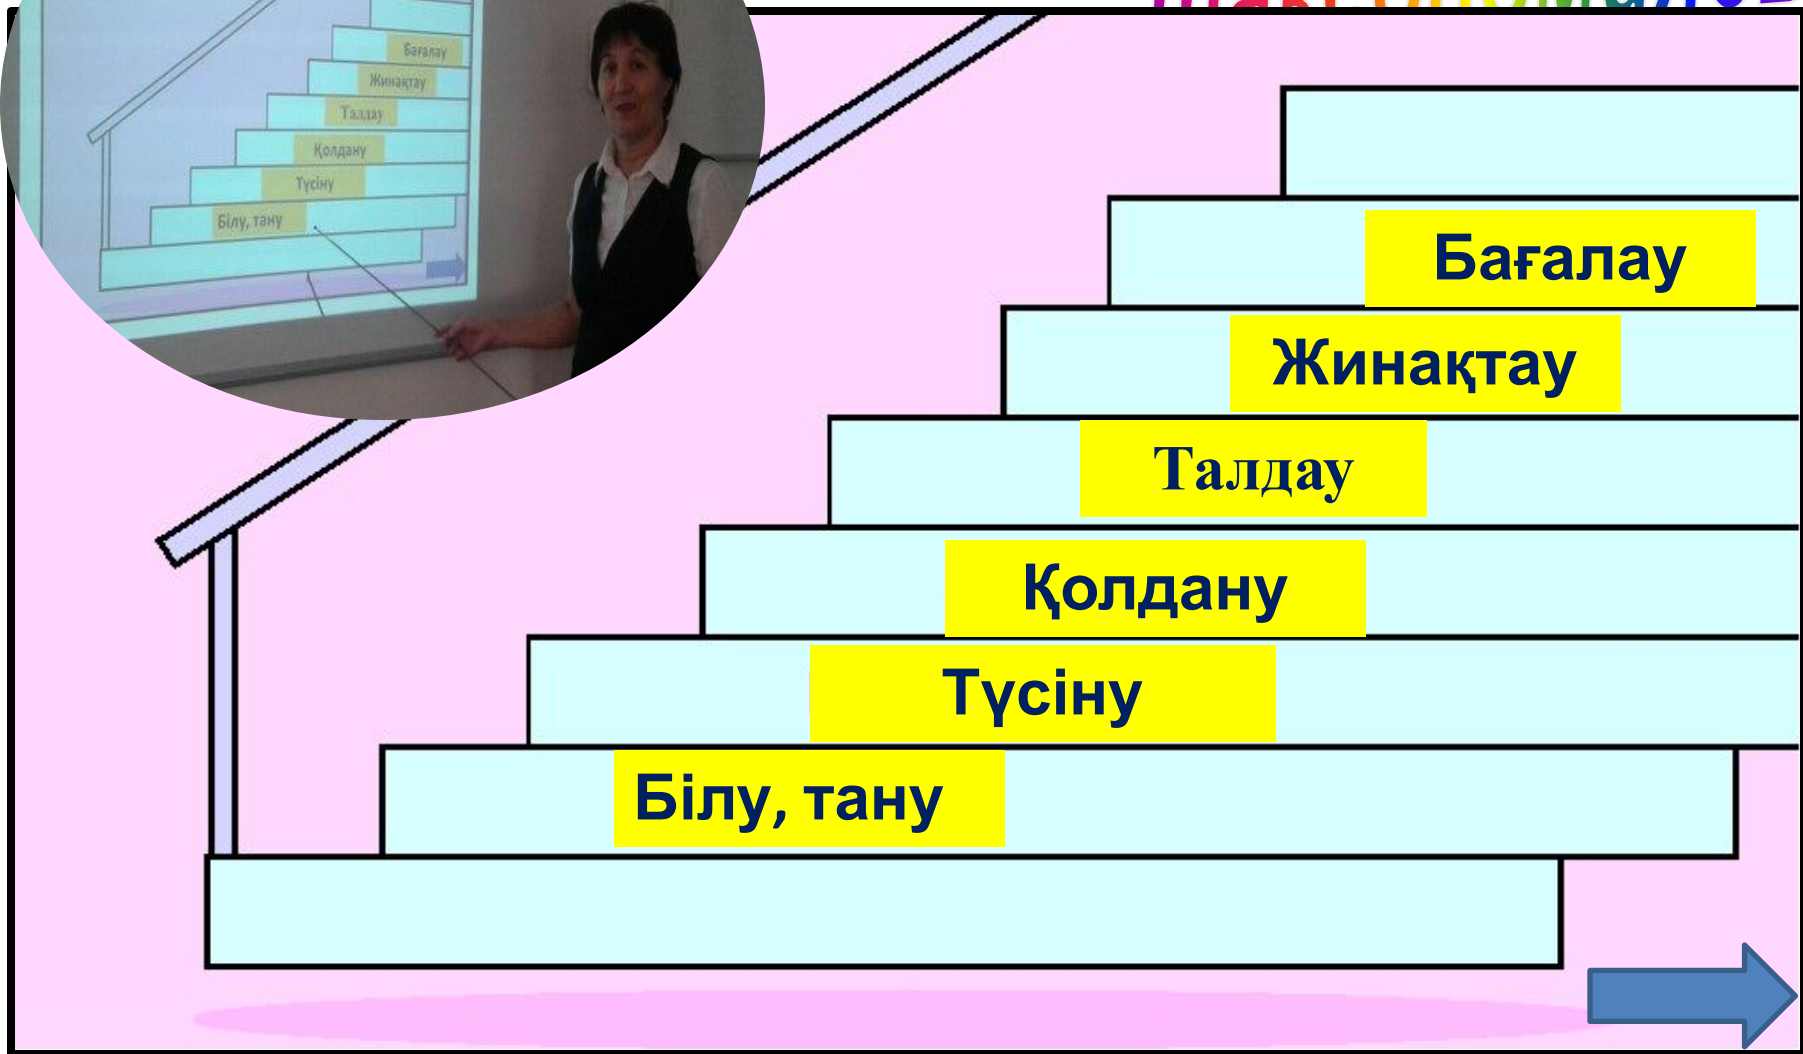 Бағалау
Жинақтау
Талдау
Қолдану
Түсіну
Білу, тану
Бағалау
Жинақтау
Талдау
Қолдану
Түсіну
Білу, тану